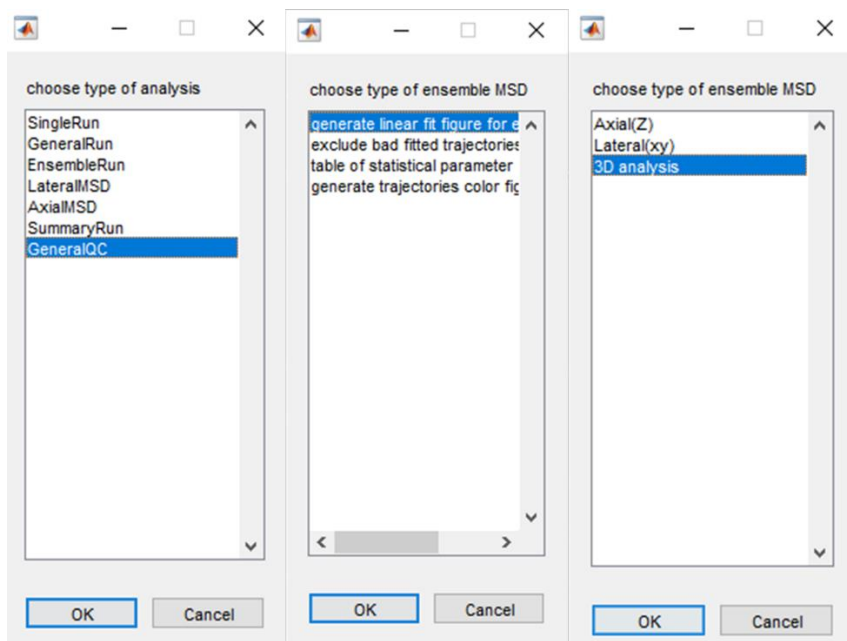 choose type of analysis
SingleRun
GeneralRun
EnsembleRun
LateralMSD
AxialMSD
SummaryRun
GeneralQC
OK Cancel
choose type of ensemble MSD
generate linear fit figure for e
exclude bad fitted trajectories
table of statistical parameter
generate trajectories color fig
OK Cancel
choose type of ensemble MSD
Axial(Z)
Lateral(xy)
3D analysis
OK Cancel